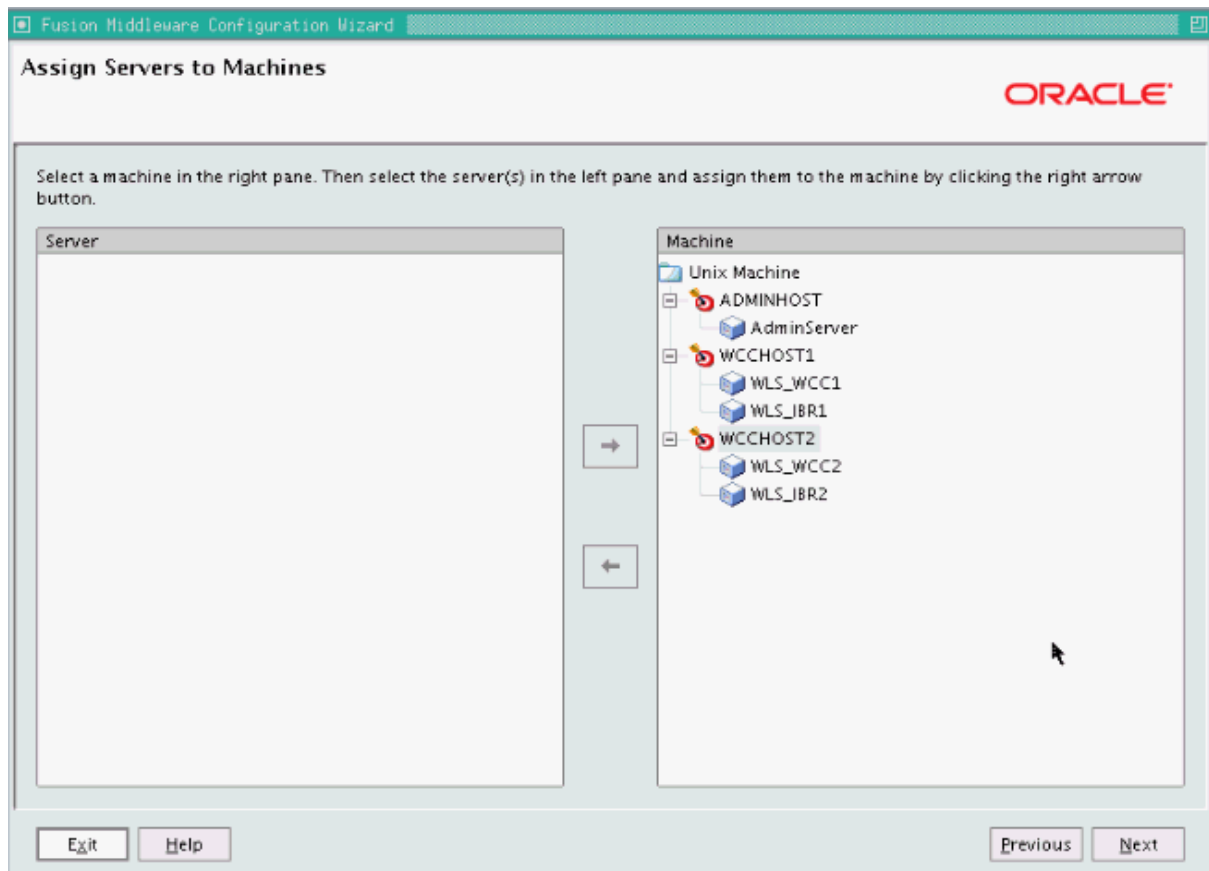 Fusion Middleware Configuration Wizard
Assign Servers to Machines
ORACLE
Select a machine in the right pane. Then select the server(s) in the left pane and assign them to the machine by clicking the right arrow
button.
Server
Machine
Unix Machine
ADMINHOST
AdminServer
WCCHOST1
WLS_WCC1
WLS_IBR1
WCCHOST2
WLS_WCC2
WLS_IBR2
Exit
Help
Previous
Next